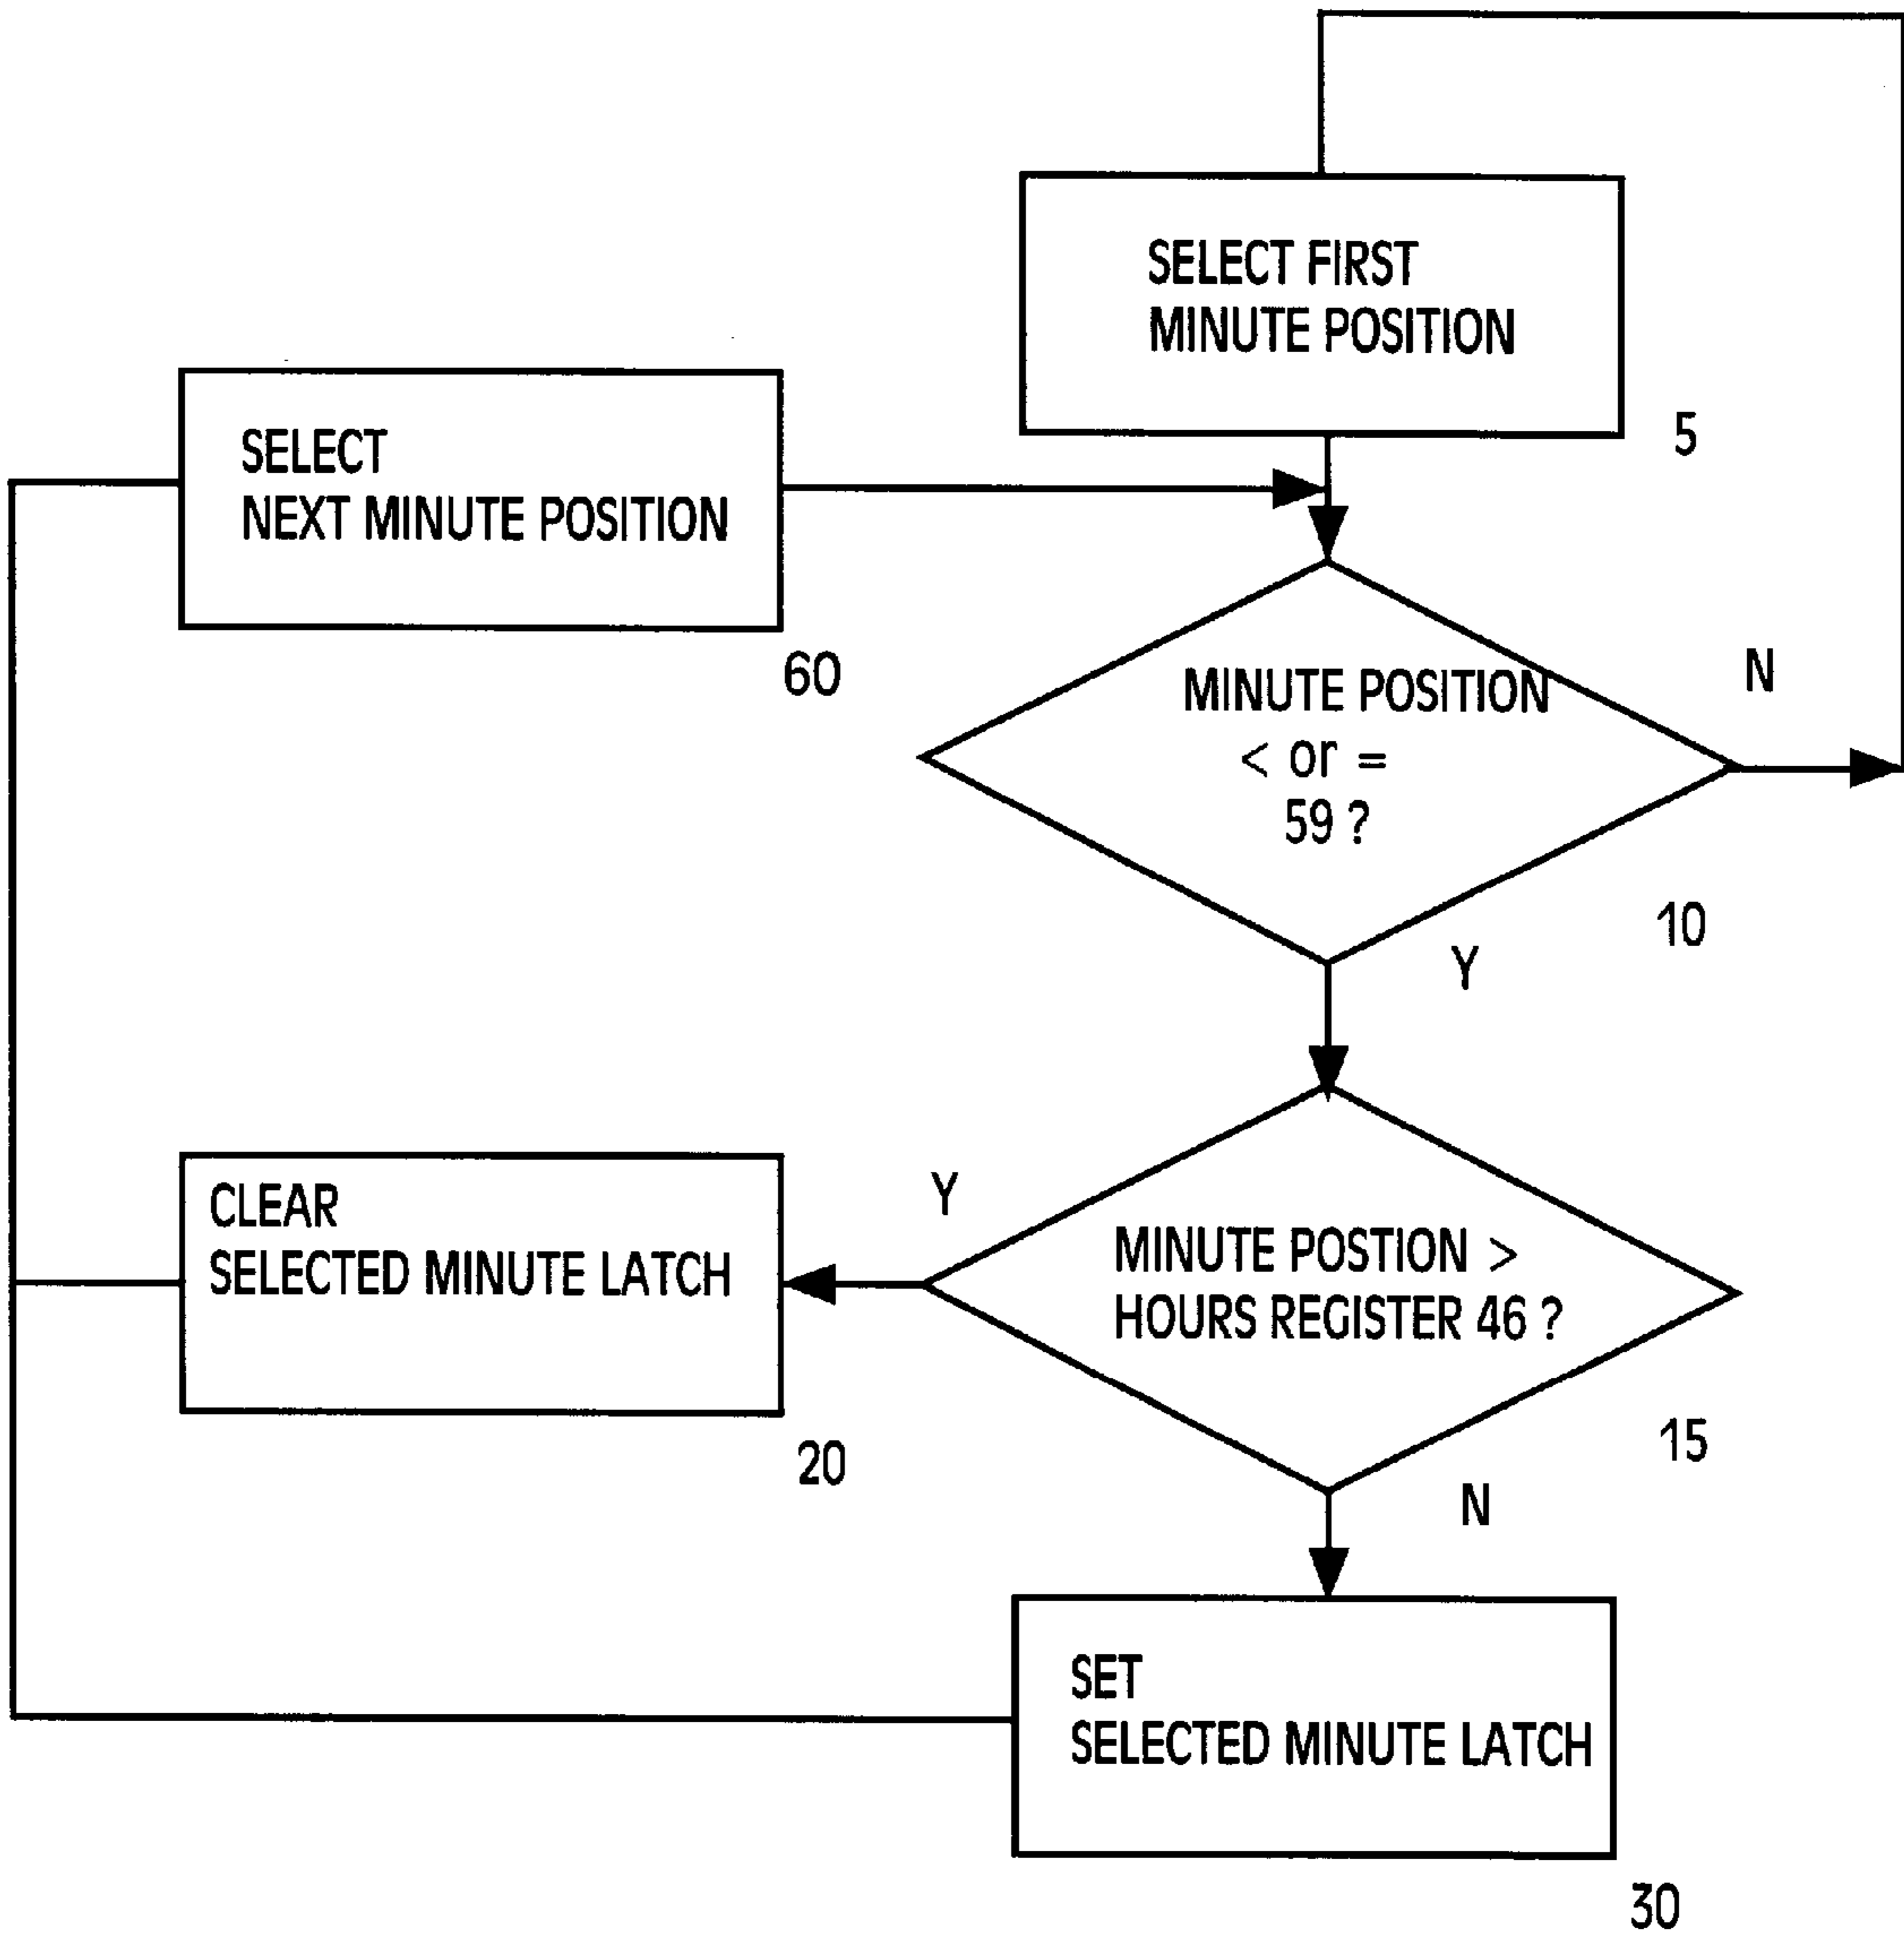 SELECT FIRST
MINUTE POSITION
5
SELECT
NEXT MINUTE POSITION
60
MINUTE POSITION
< or =
59 ?
N
10
Y
MINUTE POSTION >
HOURS REGISTER 46 ?
Y
15
N
CLEAR
SELECTED MINUTE LATCH
20
SET
SELECTED MINUTE LATCH
30